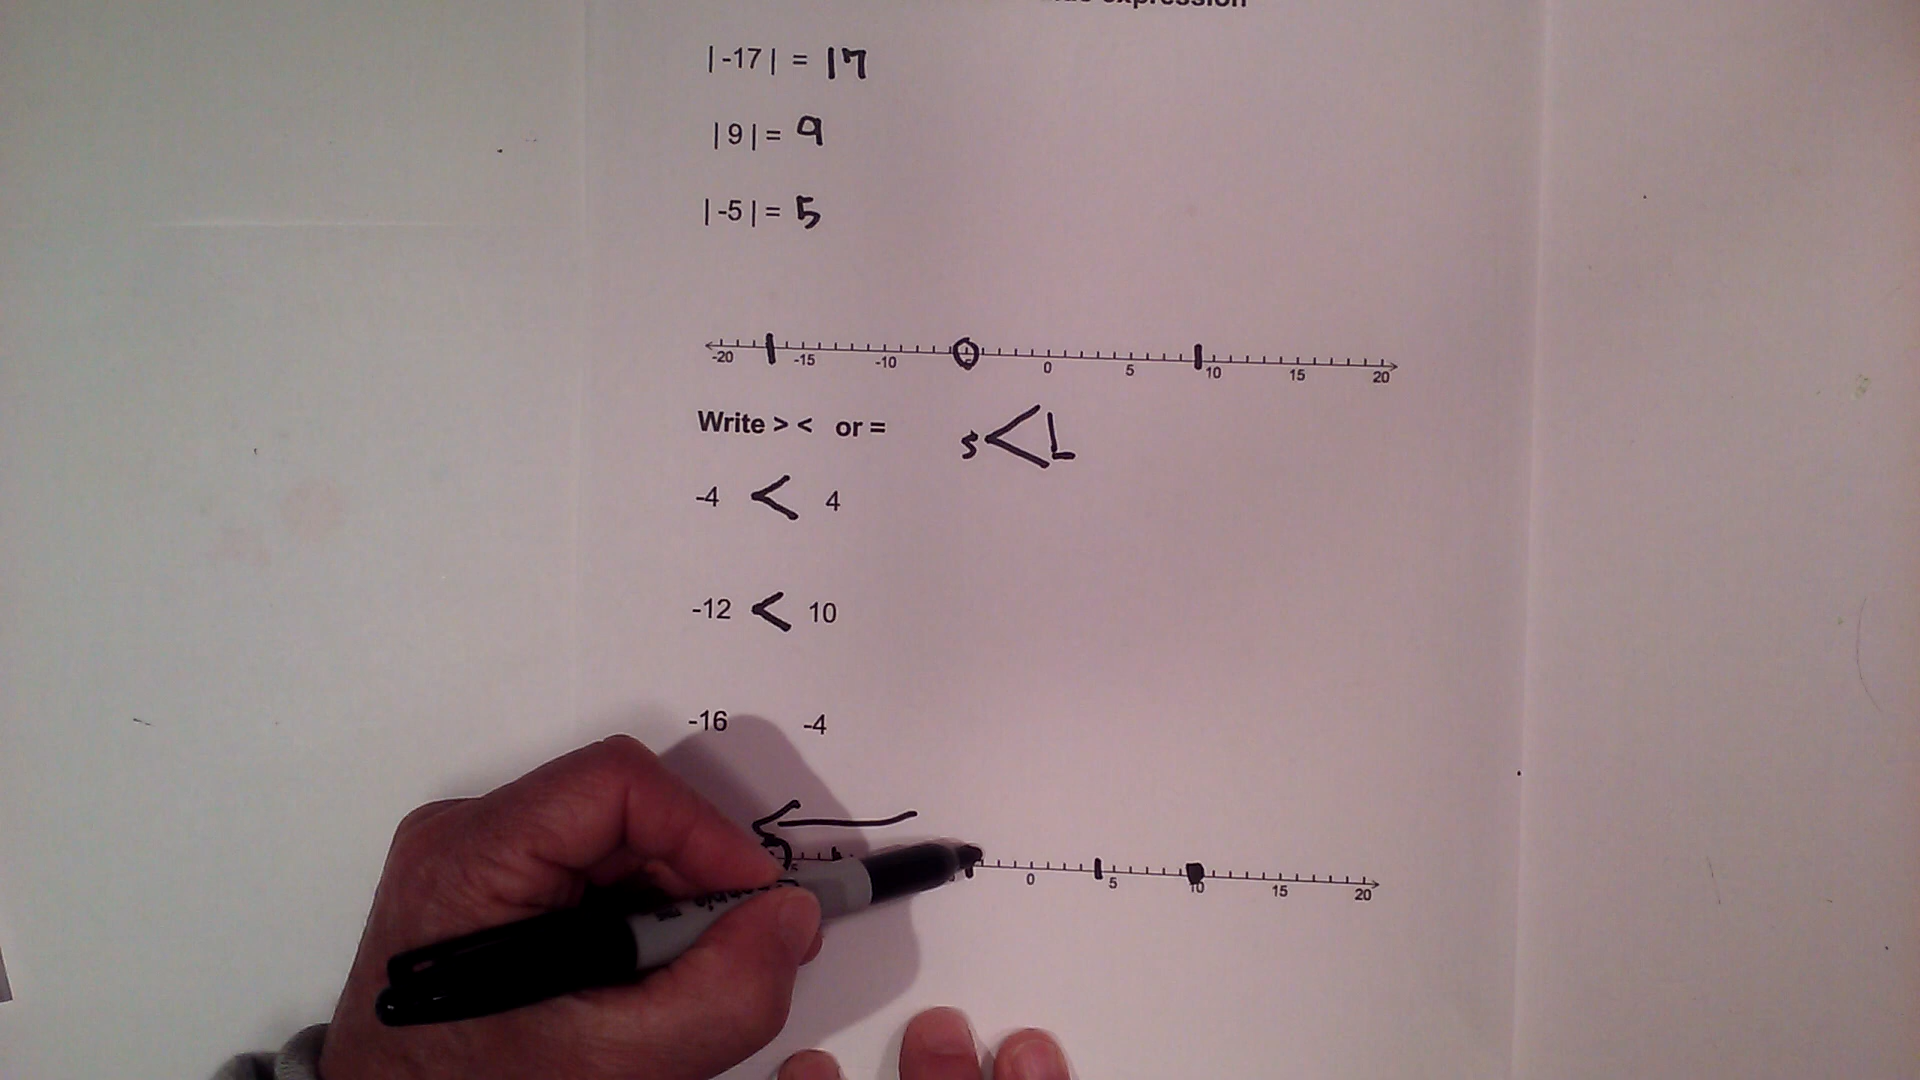 expression
| -17 | = 17
| 9 | = 9
| -5 | = 5
-20 -15 -10 0 5 10 15 20
Write > < or =
s < L
-4 < 4
-12 < 10
-16 -4
0 5 10 15 20